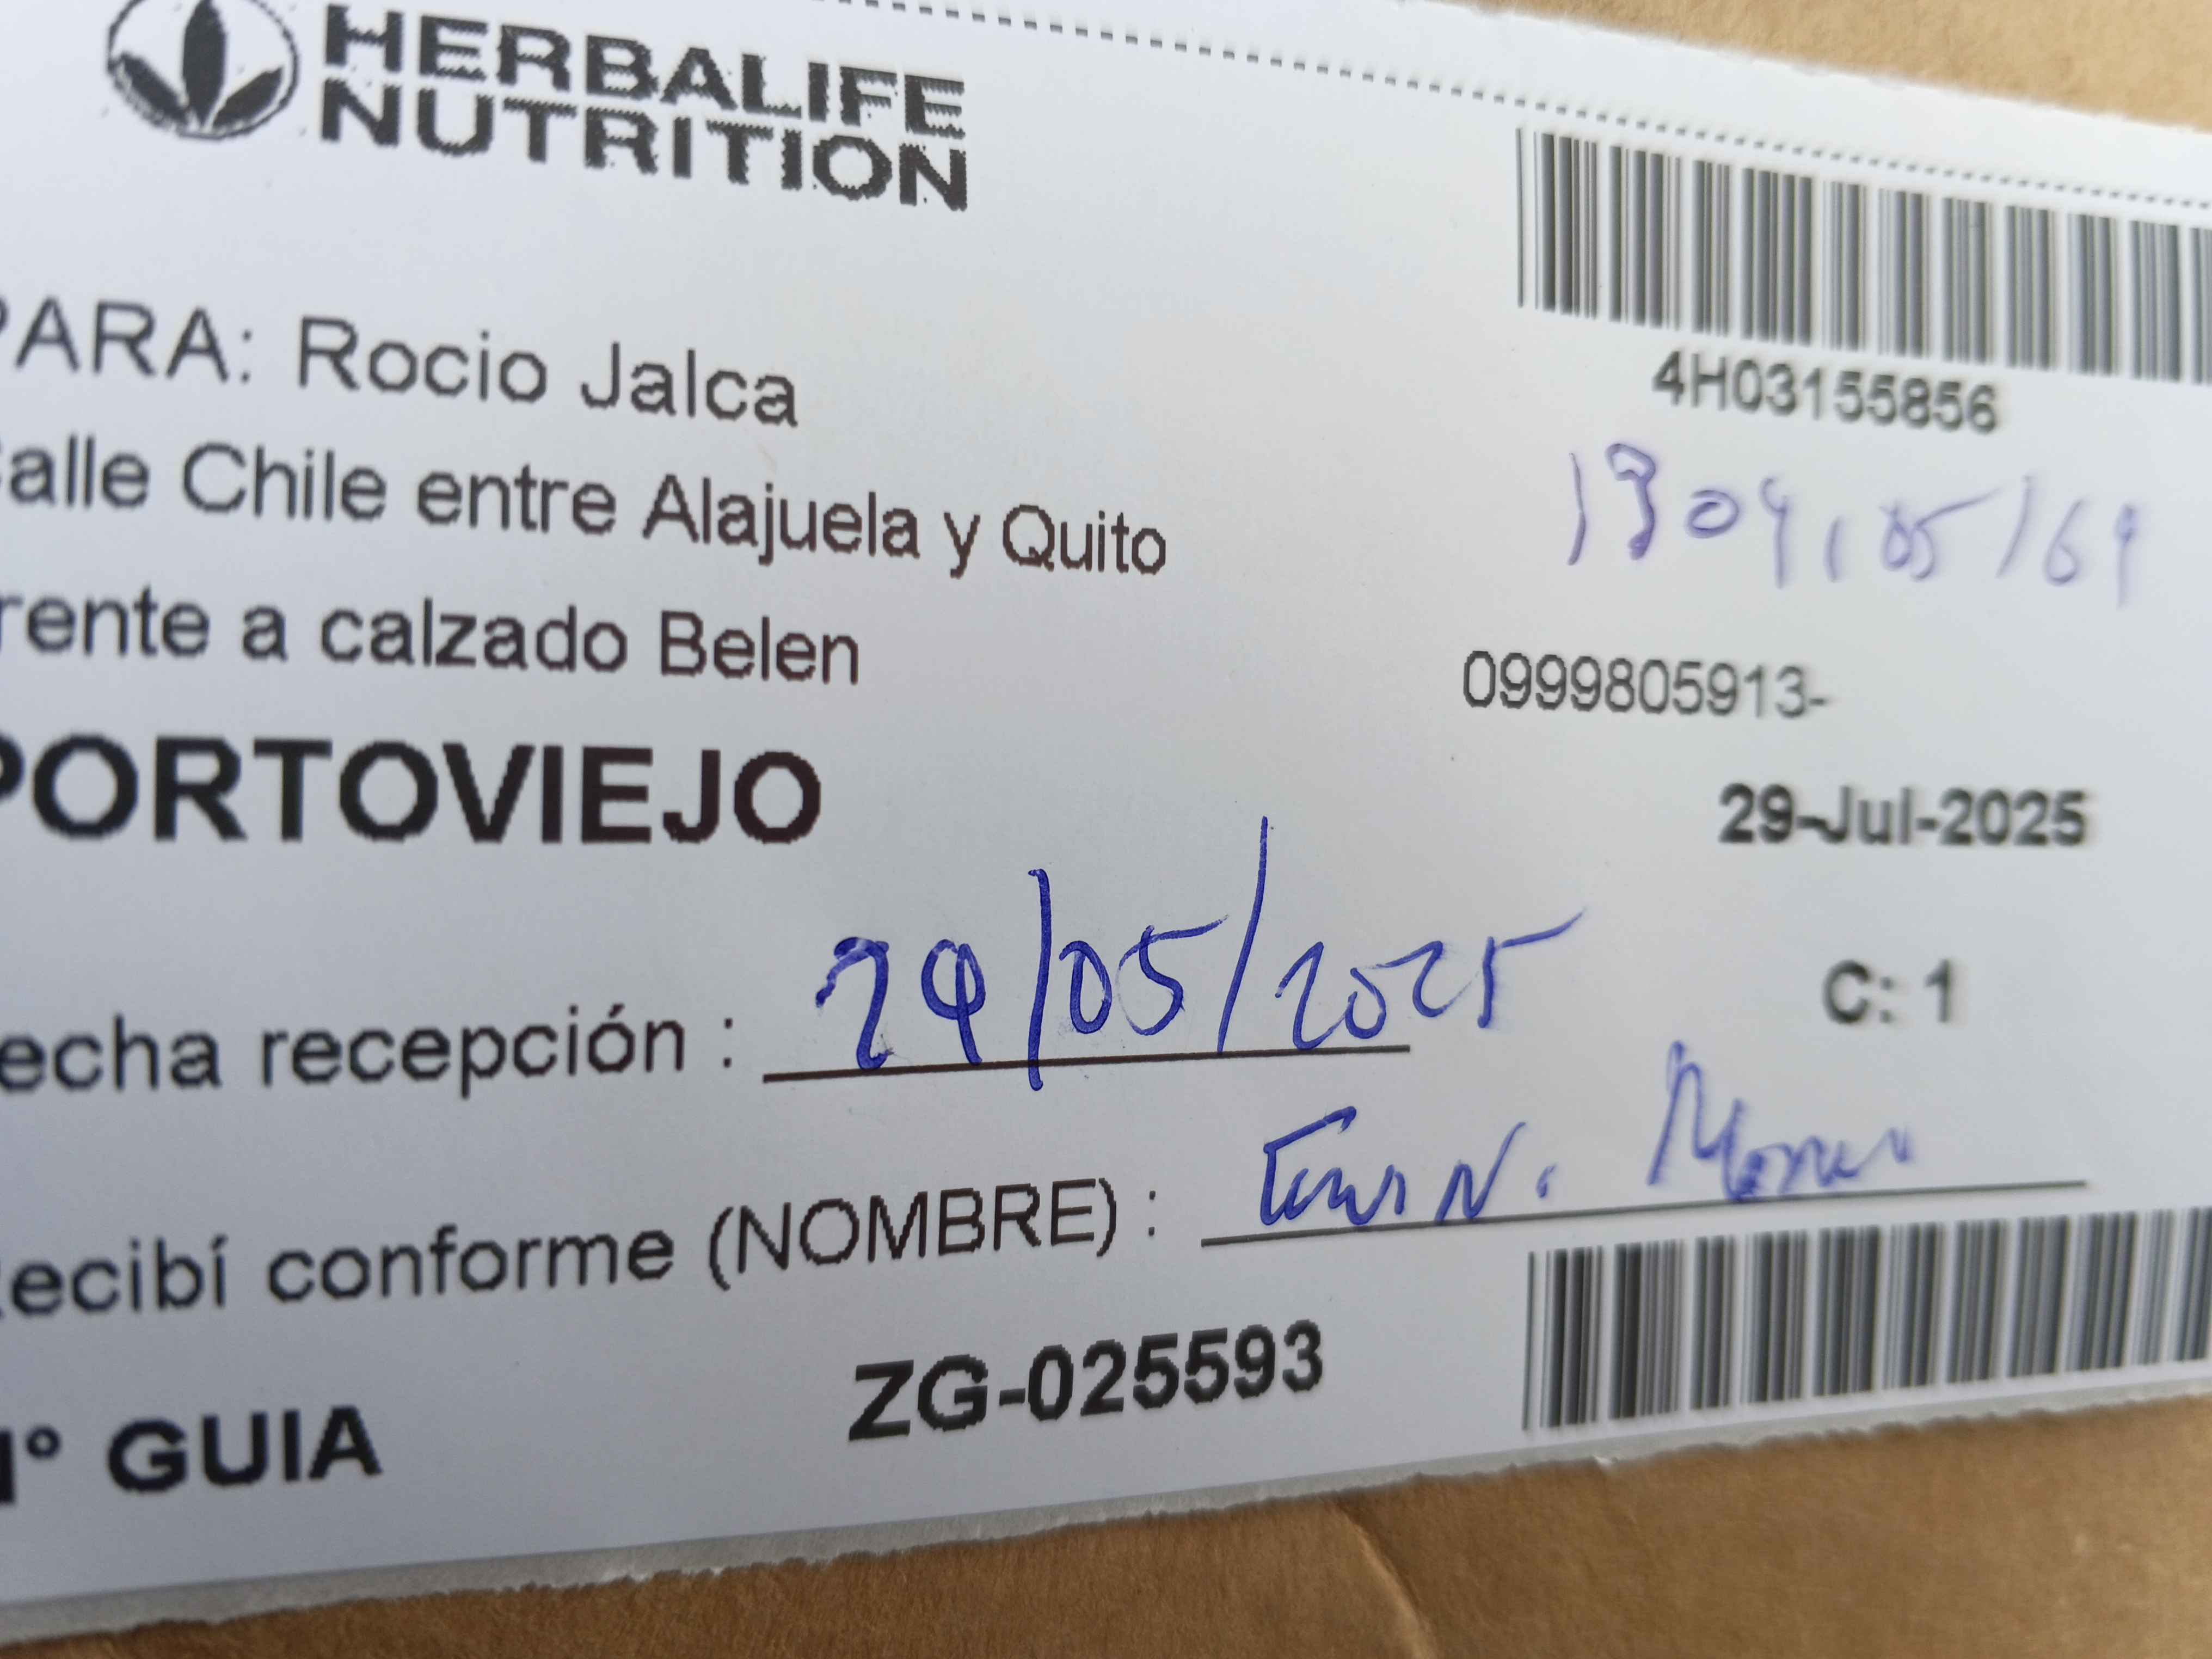 HERBALIFE
NUTRITION
4H03155856
PARA: Rocio Jalca
alle Chile entre Alajuela y Quito
rente a calzado Belen
0999805913-
PORTOVIEJO
29-Jul-2025
echa recepción : 29/05/2025
C: 1
ecibí conforme (NOMBRE) :
N° GUIA ZG-025593